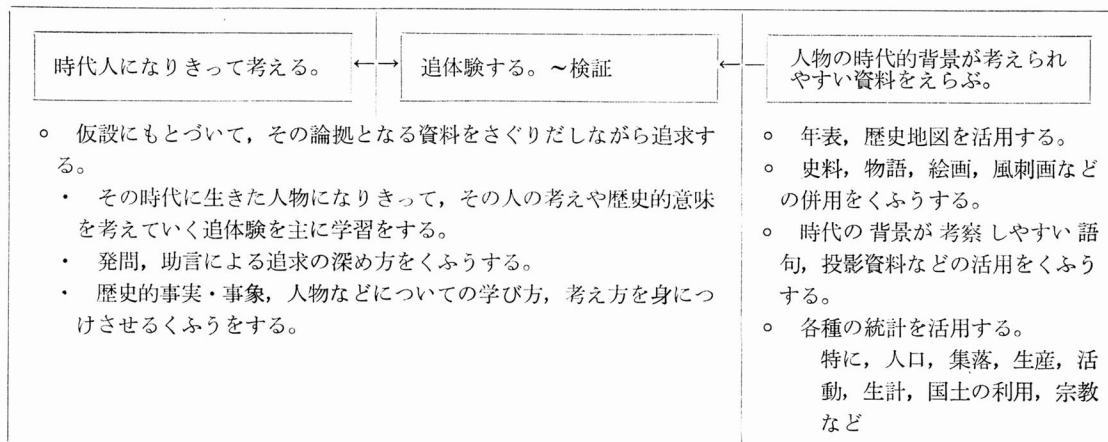 時代人になりきって考える。
追体験する。～検証
人物の時代的背景が考えられ
やすい資料をえらぶ。
○ 仮設にもとづいて，その論拠となる資料をさぐりだしながら追求す
る。
・ その時代に生きた人物になりきって，その人の考えや歴史的意味
を考えていく追体験を主に学習をする。
・ 発問，助言による追求の深め方をくふうする。
・ 歴史的事実・事象，人物などについての学び方，考え方を身につ
けさせるくふうをする。
○ 年表，歴史地図を活用する。
○ 史料，物語，絵画，風刺画など
の併用をくふうする。
○ 時代の背景が考察しやすい語
句，投影資料などの活用をくふう
する。
○ 各種の統計を活用する。
特に，人口，集落，生産，活
動，生計，国土の利用，宗教
など